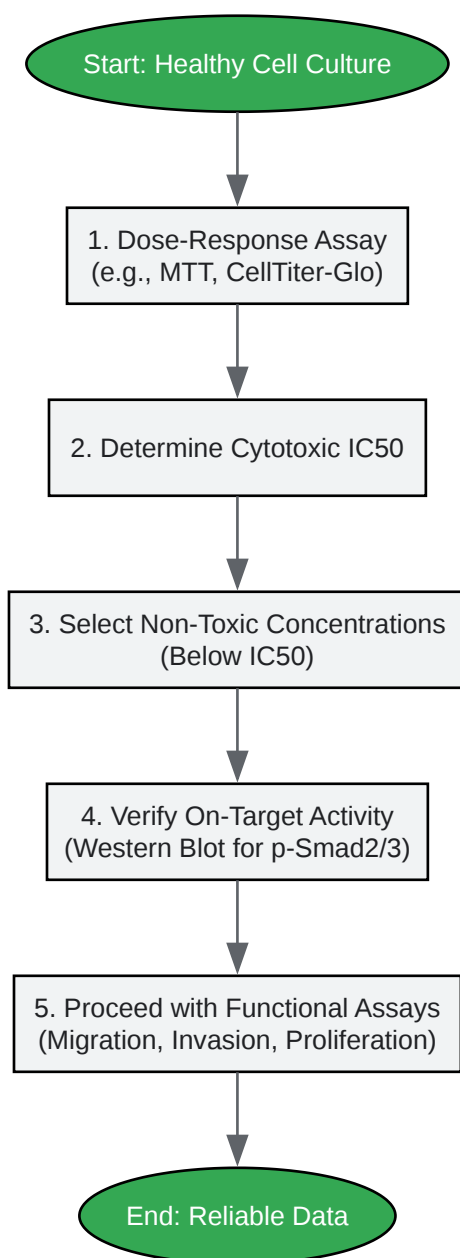 Start: Healthy Cell Culture
1. Dose-Response Assay
(e.g., MTT, CellTiter-Glo)
2. Determine Cytotoxic IC50
3. Select Non-Toxic Concentrations
(Below IC50)
4. Verify On-Target Activity
(Western Blot for p-Smad2/3)
5. Proceed with Functional Assays
(Migration, Invasion, Proliferation)
End: Reliable Data